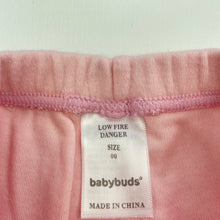 LOW FIRE
DANGER
SIZE
00
babybuds®
MADE IN CHINA